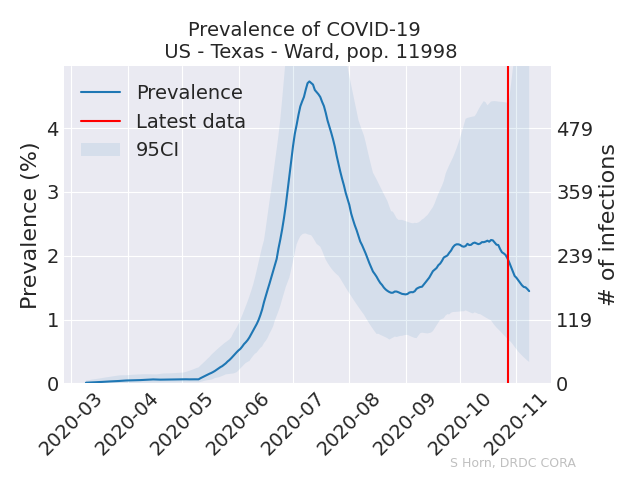 Prevalence of COVID-19
US - Texas - Ward, pop. 11998
Prevalence
Latest data
95CI
Prevalence (%)
4
3
2
1
0
479
359
239
119
0
# of infections
2020-03
2020-04
2020-05
2020-06
2020-07
2020-08
2020-09
2020-10
2020-11
S Horn, DRDC CORA